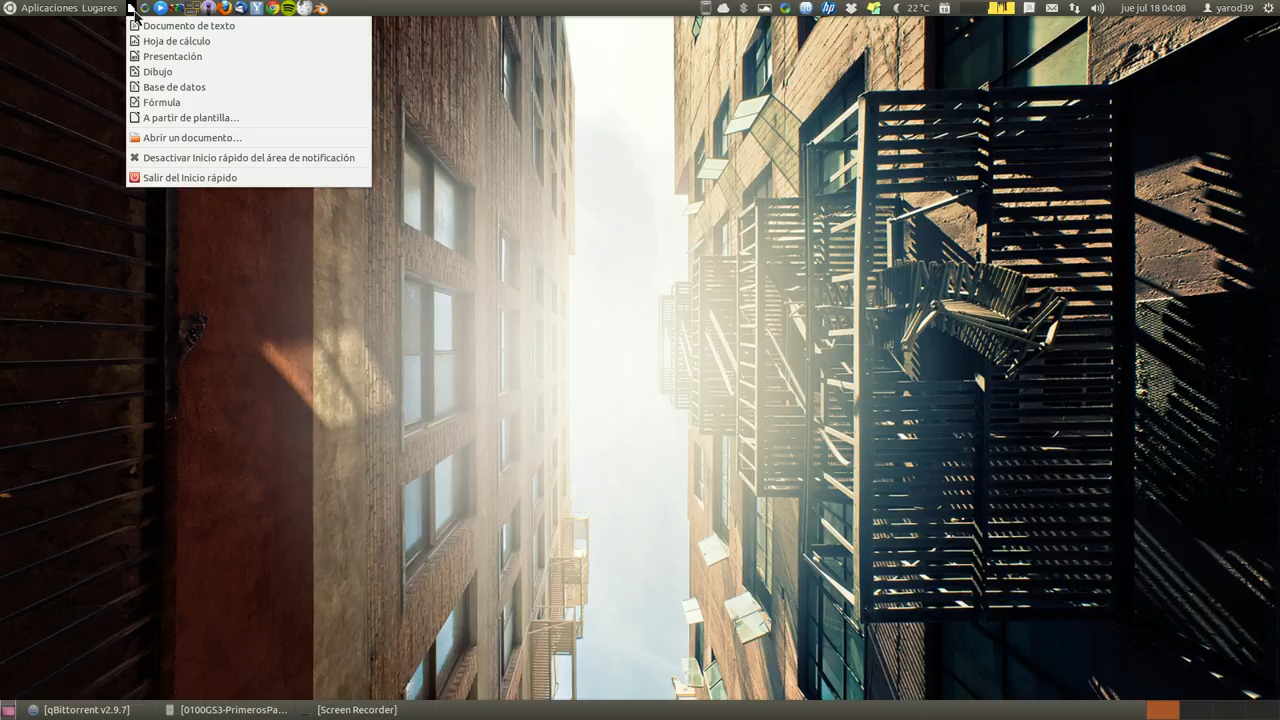 Aplicaciones Lugares
22 °C
18
jue jul 18 04:08
yarod39
Documento de texto
Hoja de cálculo
Presentación
Dibujo
Base de datos
Fórmula
A partir de plantilla...
Abrir un documento...
Desactivar Inicio rápido del área de notificación
Salir del Inicio rápido
[qBittorrent v2.9.7]
[0100GS3-PrimerosPa...
[Screen Recorder]